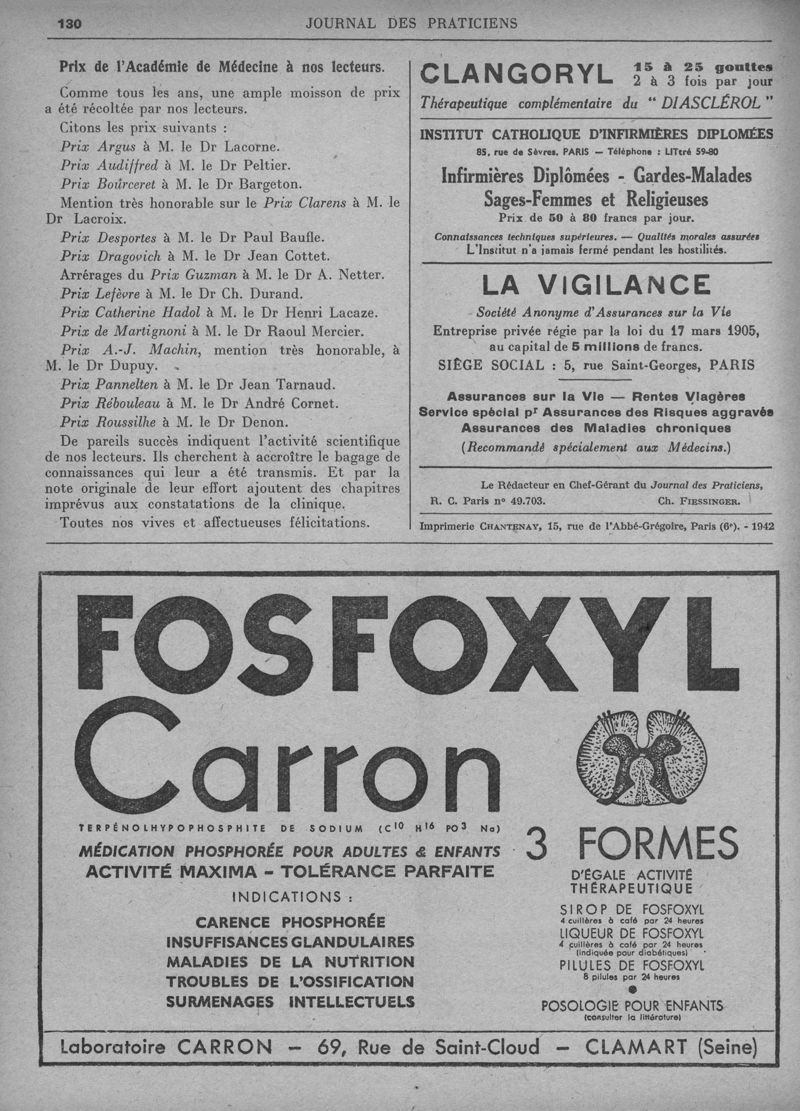 130
JOURNAL DES PRATICIENS
Prix de l'Académie de Médecine à nos lecteurs.
Comme tous les ans, une ample moisson de prix
a été récoltée par nos lecteurs.
Citons les prix suivants :
Prix Argus à M. le Dr Lacorne.
Prix Audiffred à M. le Dr Peltier.
Prix Boürceret à M. le Dr Bargeton.
Mention très honorable sur le Prix Clarens à M. le
Dr Lacroix.
Prix Desportes à M. le Dr Paul Baufle.
Prix Dragovich à M. le Dr Jean Cottet.
Arrérages du Prix Guzman à M. le Dr A. Netter.
Prix Lefèvre à M. le Dr Ch. Durand.
Prix Catherine Hadol à M. le Dr Henri Lacaze.
Prix de Martignoni à M. le Dr Raoul Mercier.
Prix A.-J. Machin, mention très honorable, à
M. le Dr Dupuy.
Prix Pannelten à M. le Dr Jean Tarnaud.
Prix Rébouleau à M. le Dr André Cornet.
Prix Roussilhe à M. le Dr Denon.
De pareils succès indiquent l'activité scientifique
de nos lecteurs. Ils cherchent à accroître le bagage de
connaissances qui leur a été transmis. Et par la
note originale de leur effort ajoutent des chapitres
imprévus aux constatations de la clinique.
Toutes nos vives et affectueuses félicitations.
CLANGORYL 15 à 25 gouttes
2 à 3 fois par jour
Thérapeutique complémentaire du “ DIASCLÉROL ”
INSTITUT CATHOLIQUE D'INFIRMIÈRES DIPLOMÉES
85, rue de Sèvres, PARIS — Téléphone : LITtré 59-80
Infirmières Diplômées - Gardes-Malades
Sages-Femmes et Religieuses
Prix de 50 à 80 francs par jour.
Connaissances techniques supérieures. — Qualités morales assurées
L'Institut n'a jamais fermé pendant les hostilités.
LA VIGILANCE
Société Anonyme d'Assurances sur la Vie
Entreprise privée régie par la loi du 17 mars 1905,
au capital de 5 millions de francs.
SIÈGE SOCIAL : 5, rue Saint-Georges, PARIS
Assurances sur la Vie — Rentes Viagères
Service spécial pr Assurances des Risques aggravés
Assurances des Maladies chroniques
(Recommandé spécialement aux Médecins.)
Le Rédacteur en Chef-Gérant du Journal des Praticiens,
R. C. Paris n° 49.703. Ch. FIESSINGER.
Imprimerie CHANTENAY, 15, rue de l'Abbé-Grégoire, Paris (6e). - 1942
FOSFOXYL
Carron
TERPÉNOLHYPOPHOSPHITE DE SODIUM (C10 H16 PO3 Na)
MÉDICATION PHOSPHORÉE POUR ADULTES & ENFANTS
ACTIVITÉ MAXIMA - TOLÉRANCE PARFAITE
INDICATIONS :
CARENCE PHOSPHORÉE
INSUFFISANCES GLANDULAIRES
MALADIES DE LA NUTRITION
TROUBLES DE L'OSSIFICATION
SURMENAGES INTELLECTUELS
3 FORMES
D'ÉGALE ACTIVITÉ
THÉRAPEUTIQUE
SIROP DE FOSFOXYL
4 cuillères à café par 24 heures
LIQUEUR DE FOSFOXYL
4 cuillères à café par 24 heures
(indiquée pour diabétiques)
PILULES DE FOSFOXYL
8 pilules par 24 heures
POSOLOGIE POUR ENFANTS
(consulter la littérature)
Laboratoire CARRON — 69, Rue de Saint-Cloud — CLAMART (Seine)